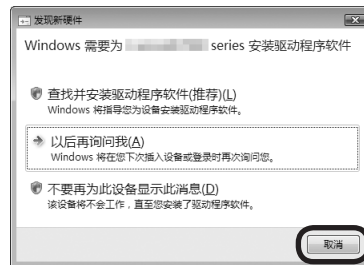 发现新硬件
Windows 需要为 series 安装驱动程序软件
查找并安装驱动程序软件(推荐)(L)
Windows 将指导您为设备安装驱动程序软件。
以后再询问我(A)
Windows 将在您下次插入设备或登录时再次询问您。
不要再为此设备显示此消息(D)
该设备将不会工作，直至您安装了驱动程序软件。
取消